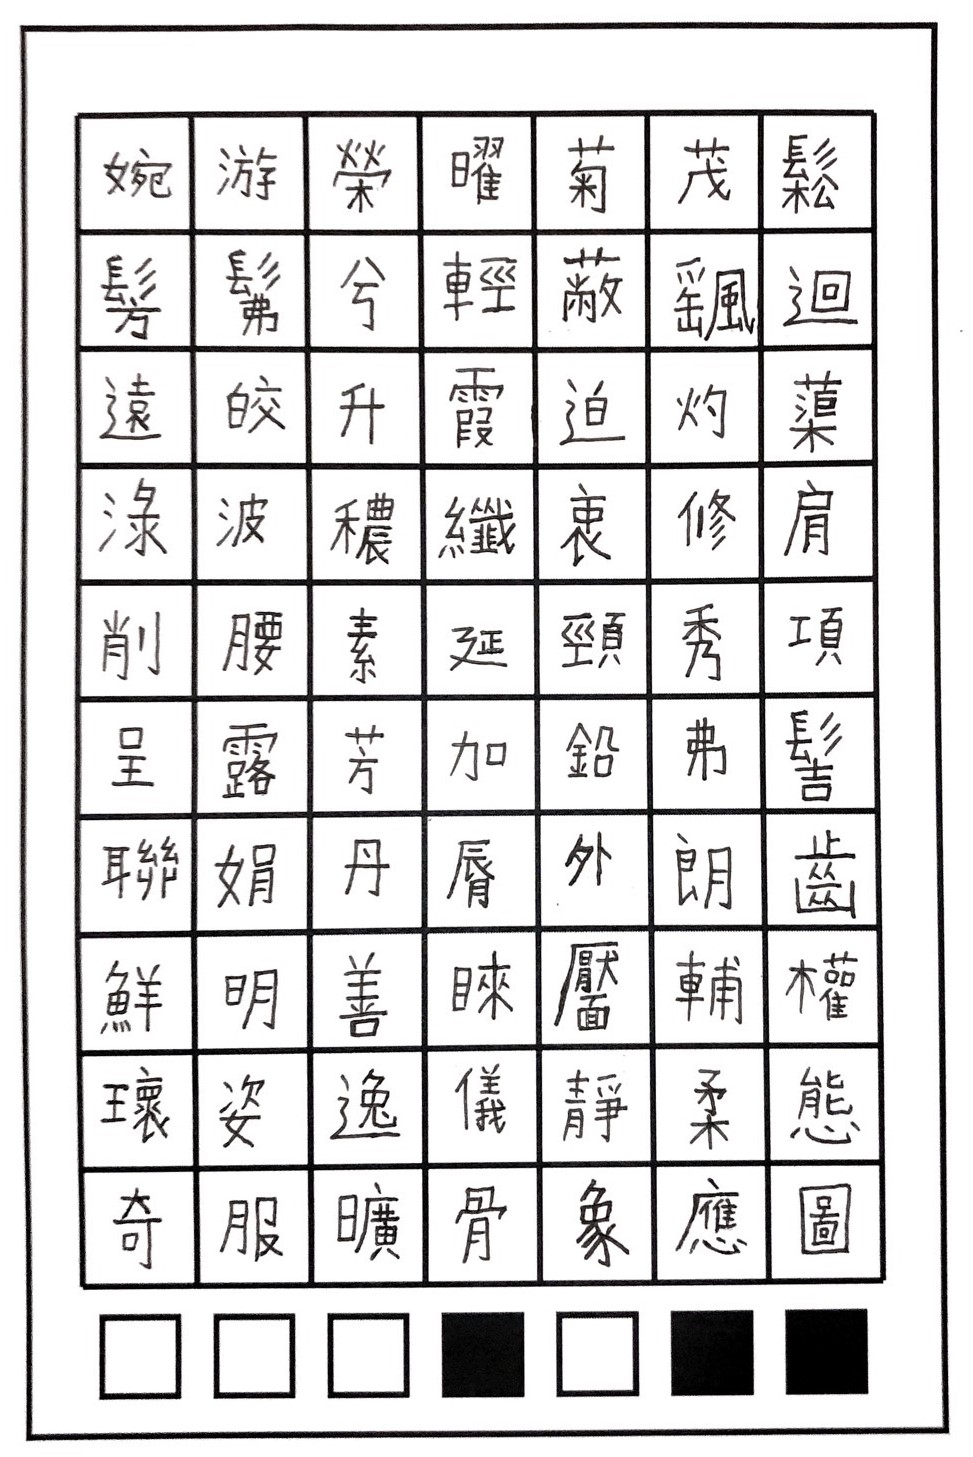 婉游榮曜菊茂鬆
髣髴兮輕蔽颻迴
遠皎升霞迫灼蕖
淥波穠纖衷修肩
削腰素延頸秀項
呈露芳加鉛弗髻
聯娟丹脣外朗齒
鮮明善睞靨輔權
瓌姿逸儀靜柔態
奇服曠骨象應圖